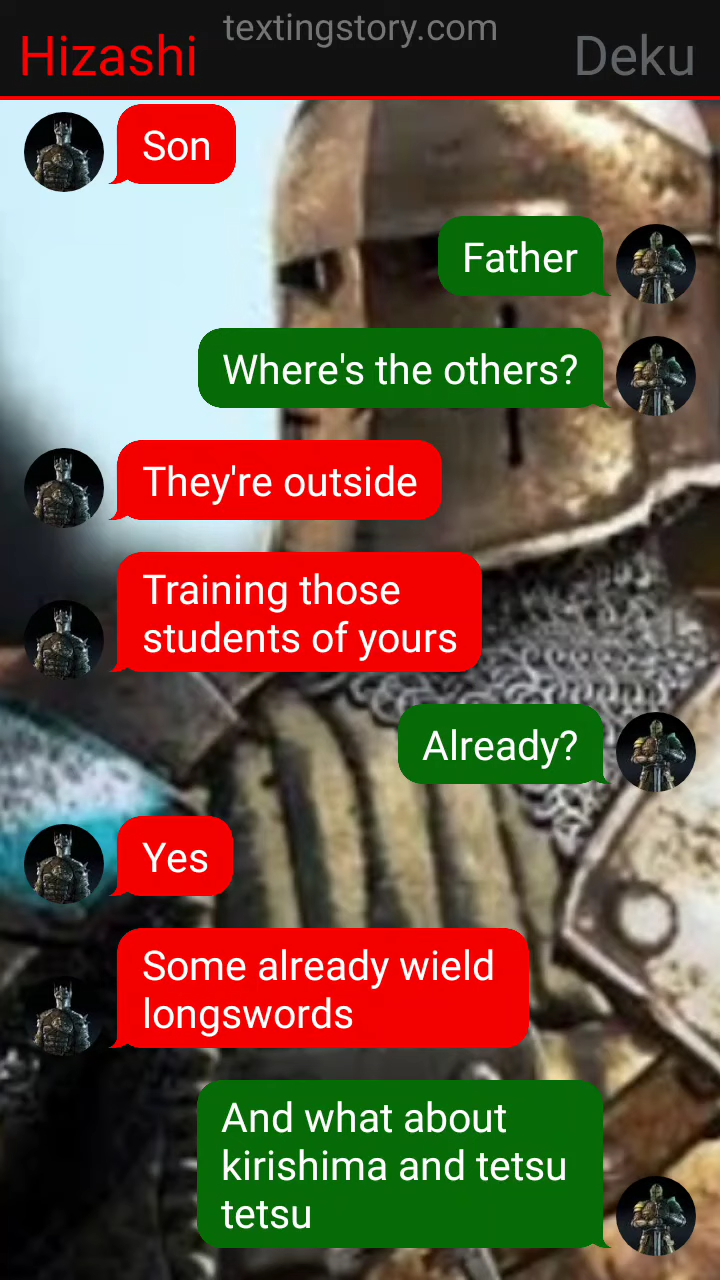 textingstory.com
Hizashi
Deku
Son
Father
Where's the others?
They're outside
Training those
students of yours
Already?
Yes
Some already wield
longswords
And what about
kirishima and tetsu
tetsu